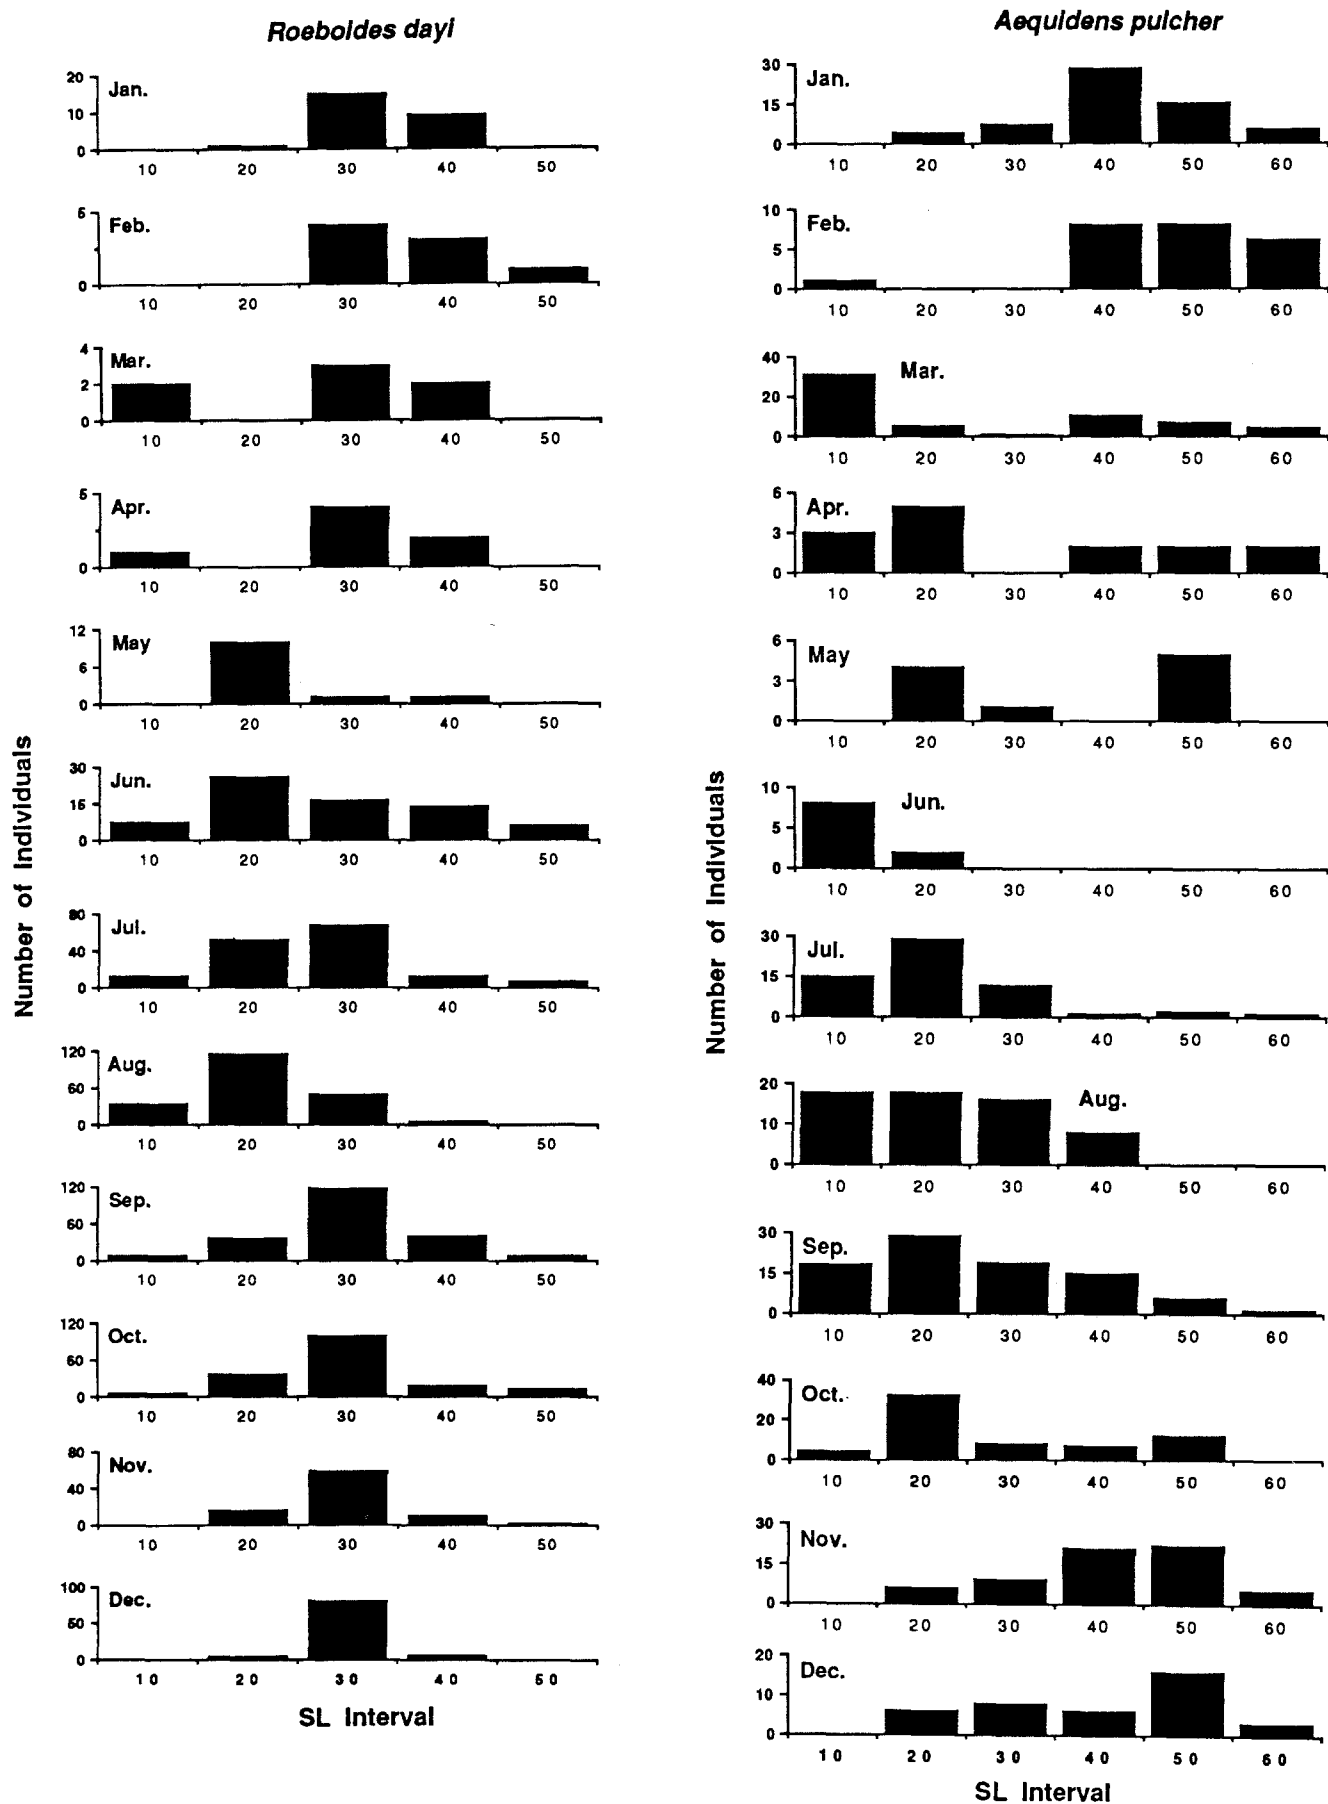 Roeboides dayi
20
Jan.
10
0
10 20 30 40 50
5
Feb.
0
10 20 30 40 50
4
Mar.
2
0
10 20 30 40 50
5
Apr.
0
10 20 30 40 50
12
May
6
0
10 20 30 40 50
30
Jun.
15
0
10 20 30 40 50
80
Jul.
40
0
10 20 30 40 50
120
Aug.
60
0
10 20 30 40 50
120
Sep.
60
0
10 20 30 40 50
120
Oct.
60
0
10 20 30 40 50
80
Nov.
40
0
10 20 30 40 50
100
Dec.
50
0
10 20 30 40 50
SL Interval
Number of Individuals
Aequidens pulcher
30
Jan.
15
0
10 20 30 40 50 60
10
Feb.
5
0
10 20 30 40 50 60
40
Mar.
20
0
10 20 30 40 50 60
6
Apr.
3
0
10 20 30 40 50 60
6
May
3
0
10 20 30 40 50 60
10
Jun.
5
0
10 20 30 40 50 60
30
Jul.
15
0
10 20 30 40 50 60
20
Aug.
10
0
10 20 30 40 50 60
30
Sep.
15
0
10 20 30 40 50 60
40
Oct.
20
0
10 20 30 40 50 60
30
Nov.
15
0
10 20 30 40 50 60
20
Dec.
10
0
10 20 30 40 50 60
SL Interval
Number of Individuals